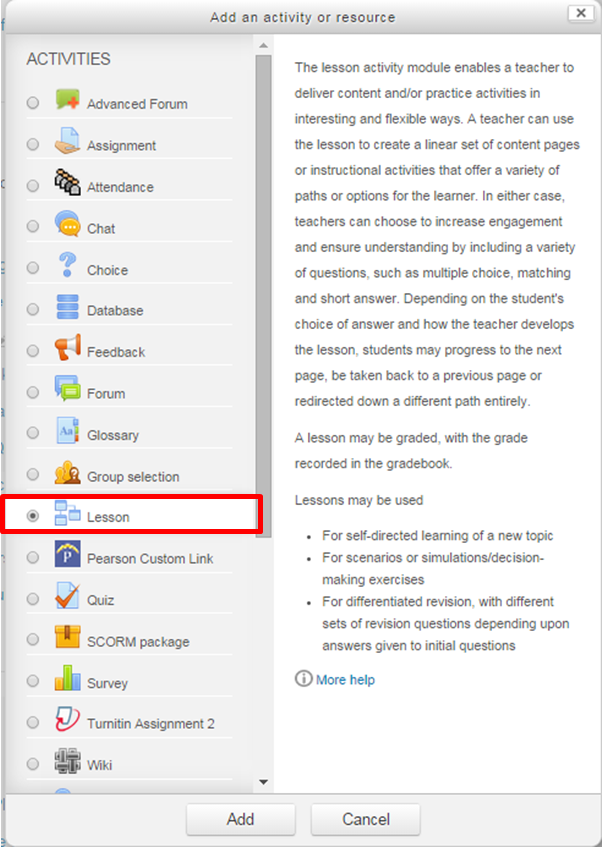 Add an activity or resource
ACTIVITIES
Advanced Forum
Assignment
Attendance
Chat
Choice
Database
Feedback
Forum
Glossary
Group selection
Lesson
Pearson Custom Link
Quiz
SCORM package
Survey
Turnitin Assignment 2
Wiki
The lesson activity module enables a teacher to
deliver content and/or practice activities in
interesting and flexible ways. A teacher can use
the lesson to create a linear set of content pages
or instructional activities that offer a variety of
paths or options for the learner. In either case,
teachers can choose to increase engagement
and ensure understanding by including a variety
of questions, such as multiple choice, matching
and short answer. Depending on the student's
choice of answer and how the teacher develops
the lesson, students may progress to the next
page, be taken back to a previous page or
redirected down a different path entirely.
A lesson may be graded, with the grade
recorded in the gradebook.
Lessons may be used
• For self-directed learning of a new topic
• For scenarios or simulations/decision-
making exercises
• For differentiated revision, with different
sets of revision questions depending upon
answers given to initial questions
More help
Add
Cancel